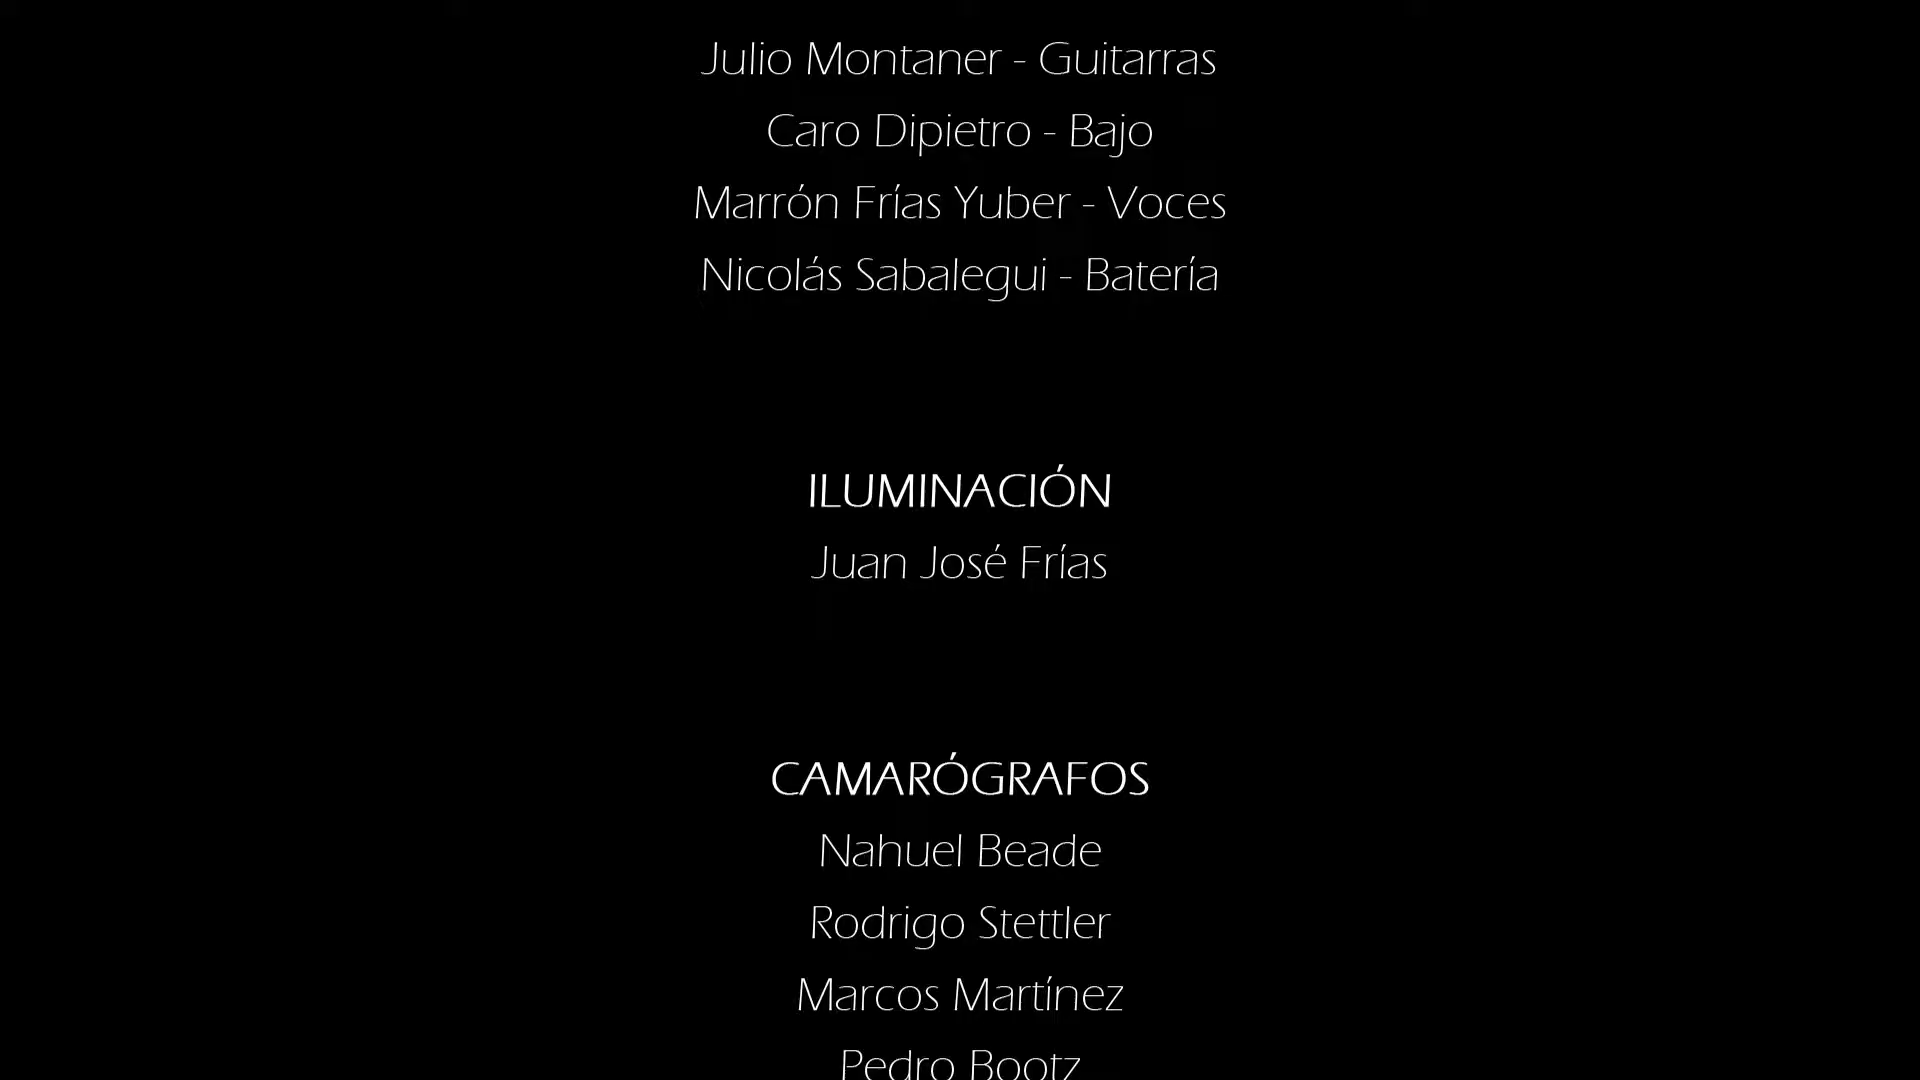 Julio Montaner - Guitarras
Caro Dipietro - Bajo
Marrón Frías Yuber - Voces
Nicolás Sabalegui - Batería
ILUMINACIÓN
Juan José Frías
CAMARÓGRAFOS
Nahuel Beade
Rodrigo Stettler
Marcos Martínez
Pedro Bootz